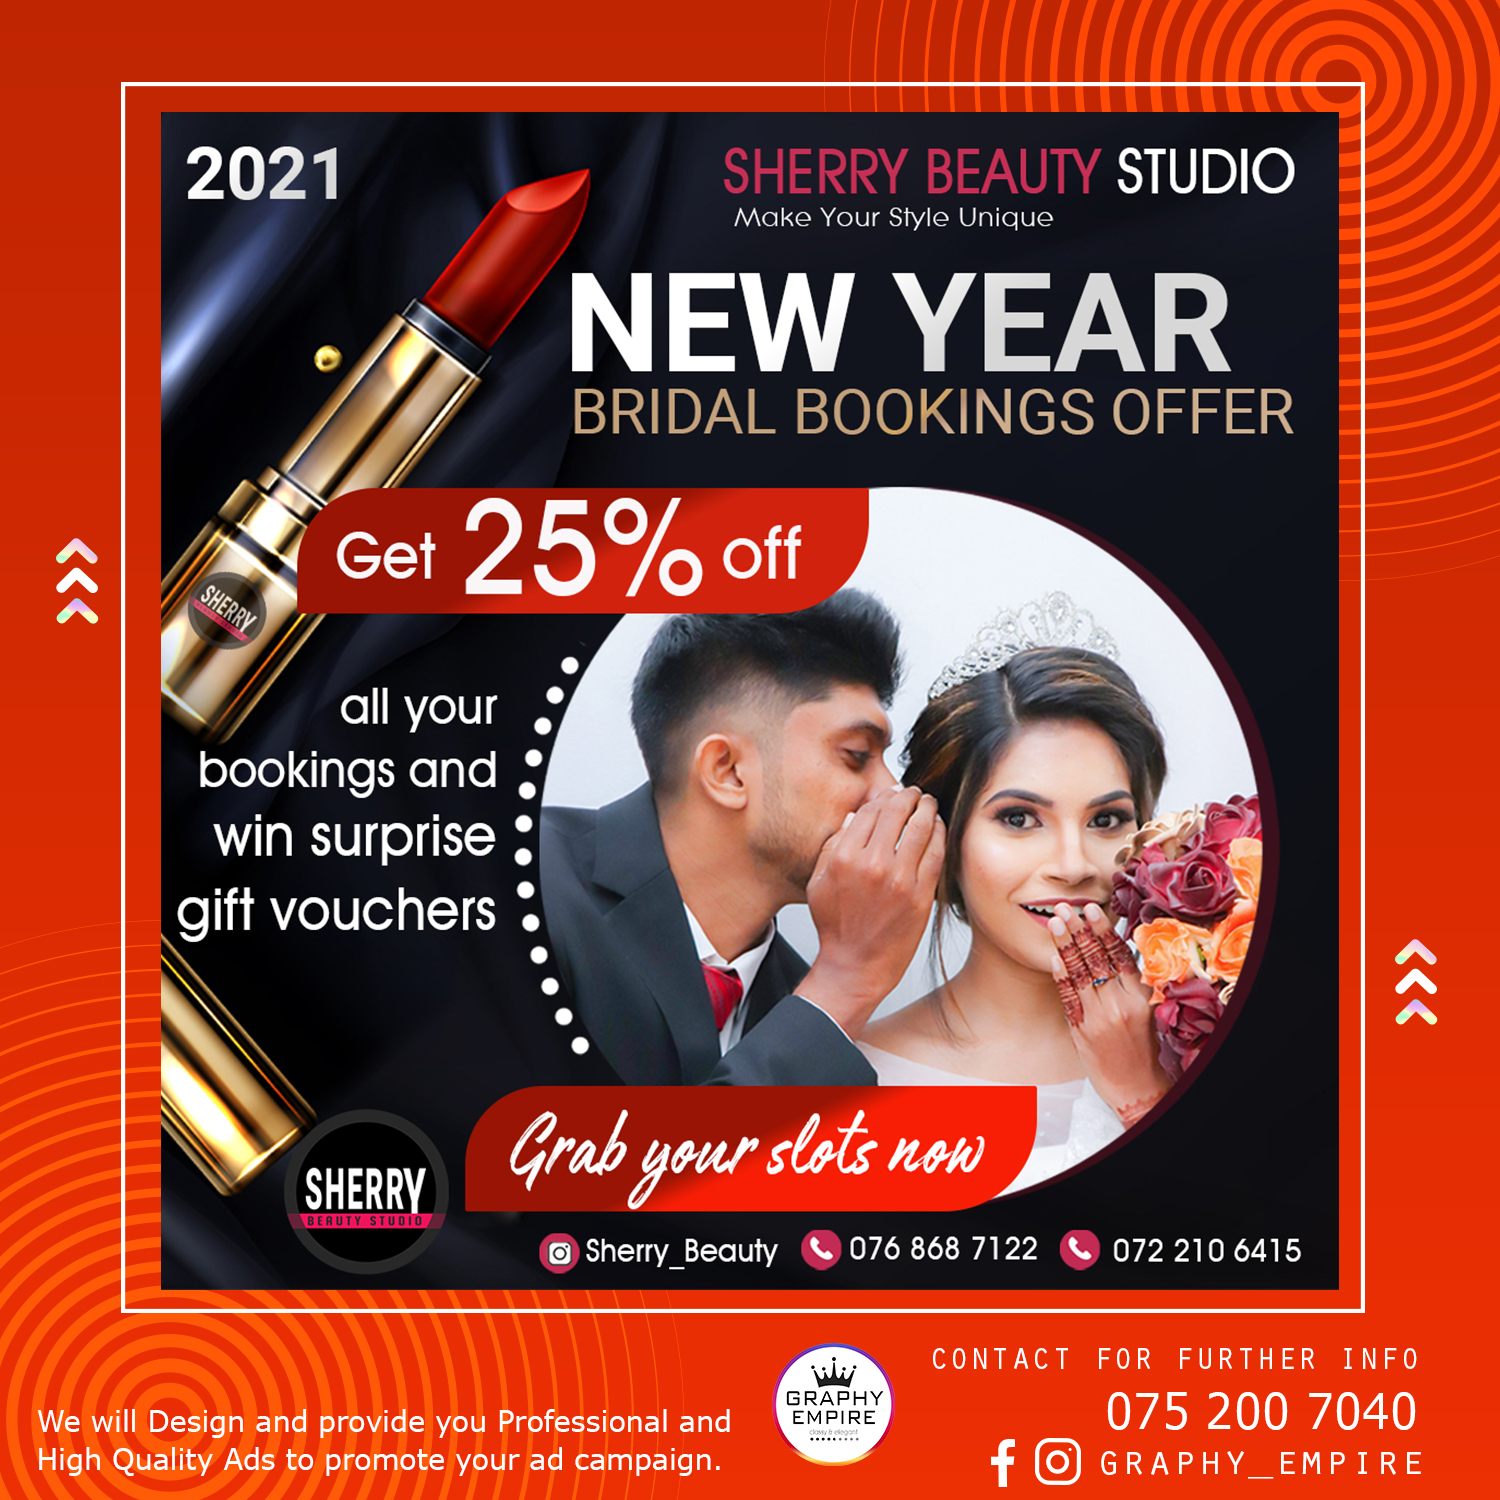 2021
SHERRY BEAUTY STUDIO
Make Your Style Unique
NEW YEAR
BRIDAL BOOKINGS OFFER
Get 25% off
SHERRY
all your
bookings and
win surprise
gift vouchers
Grab your slots now
SHERRY
BEAUTY STUDIO
Sherry_Beauty
076 868 7122
072 210 6415
We will Design and provide you Professional and
High Quality Ads to promote your ad campaign.
GRAPHY
EMPIRE
classy & elegant
CONTACT FOR FURTHER INFO
075 200 7040
GRAPHY_EMPIRE